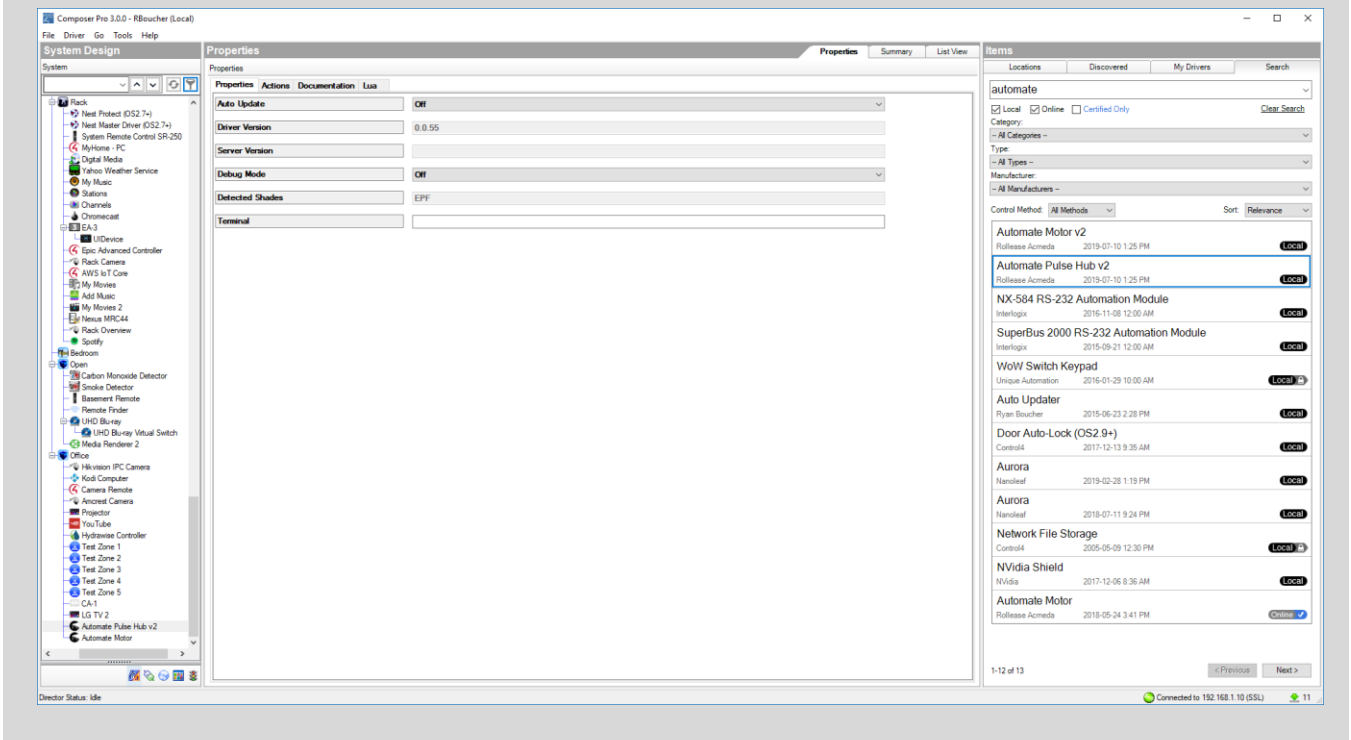 Composer Pro 3.0.0 - RBoucher (Local)
File Driver Go Tools Help
System Design
System
Rack
Nest Protect (OS2.7+)
Nest Master Driver (OS2.7+)
System Remote Control SR-250
MyHome - PC
Digital Media
Yahoo Weather Service
My Music
Stations
Channels
Chromecast
EA-3
UIDevice
Epic Advanced Controller
Rack Camera
AWS IoT Core
My Movies
Add Music
My Movies 2
Nexus MRC44
Rack Overview
Spotify
Bedroom
Open
Carbon Monoxide Detector
Smoke Detector
Basement Remote
Remote Finder
UHD Blu-ray
UHD Blu-ray Virtual Switch
Media Renderer 2
Office
Hikvision IPC Camera
Kodi Computer
Camera Remote
Amcrest Camera
Projector
YouTube
Hydrawise Controller
Test Zone 1
Test Zone 2
Test Zone 3
Test Zone 4
Test Zone 5
CA-1
LG TV 2
Automate Pulse Hub v2
Automate Motor
Director Status: Idle
Properties
Properties Summary List View
Properties
Properties Actions Documentation Lua
Auto Update Off
Driver Version 0.0.55
Server Version
Debug Mode Off
Detected Shades EPF
Terminal
Items
Locations Discovered My Drivers Search
automate
Local Online Certified Only Clear Search
Category:
-- All Categories --
Type:
-- All Types --
Manufacturer:
-- All Manufacturers --
Control Method: All Methods Sort: Relevance
Automate Motor v2
Rollease Acmeda 2019-07-10 1:25 PM Local
Automate Pulse Hub v2
Rollease Acmeda 2019-07-10 1:25 PM Local
NX-584 RS-232 Automation Module
Interlogix 2016-11-08 12:00 AM Local
SuperBus 2000 RS-232 Automation Module
Interlogix 2015-09-21 12:00 AM Local
WoW Switch Keypad
Unique Automation 2016-01-29 10:00 AM Local
Auto Updater
Ryan Boucher 2015-06-23 2:28 PM Local
Door Auto-Lock (OS2.9+)
Control4 2017-12-13 9:35 AM Local
Aurora
Nanoleaf 2019-02-28 1:19 PM Local
Aurora
Nanoleaf 2018-07-11 9:24 PM Local
Network File Storage
Control4 2005-05-09 12:30 PM Local
NVidia Shield
NVidia 2017-12-06 8:36 AM Local
Automate Motor
Rollease Acmeda 2018-05-24 3:41 PM Online
1-12 of 13 < Previous Next >
Connected to 192.168.1.10 (SSL) 11